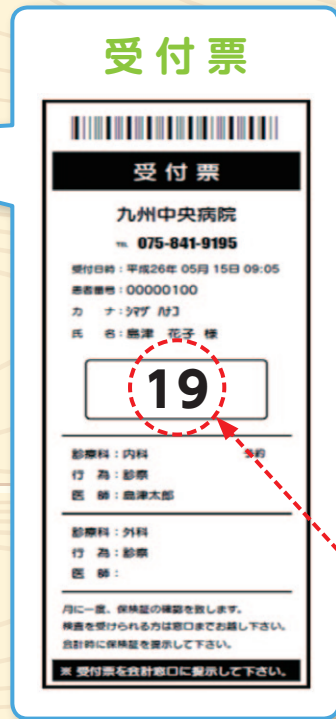 受付票
受付票
九州中央病院
TEL 075-841-9195
受付日時：平成26年 05月 15日 09:05
患者番号：00000100
カ ナ：ｼﾏｽﾞ ﾊﾅｺ
氏 名：島津 花子 様
19
診療科：内科 予約
行 為：診察
医 師：島津太郎
診療科：外科
行 為：診察
医 師：
月に一度、保険証の確認を致します。
検査を受けられる方は窓口までお越し下さい。
会計時に保険証を提示して下さい。
※ 受付票を会計窓口に提示して下さい。